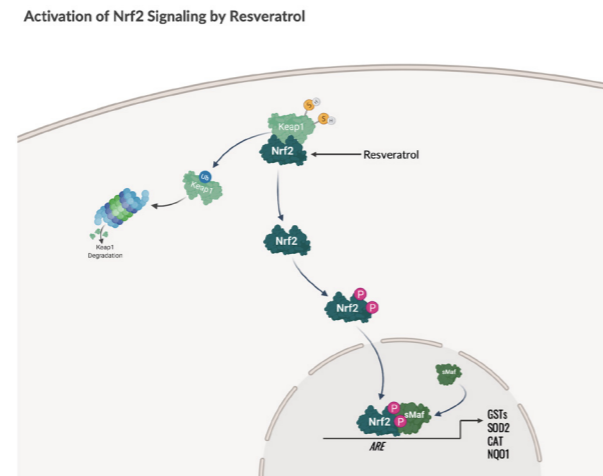 Activation of Nrf2 Signaling by Resveratrol
Keap1
Nrf2
Resveratrol
Ub
Keap1
Keap1
Degradation
Nrf2
P
Nrf2
P
sMaf
P
sMaf
Nrf2
P
ARE
GSTs
SOD2
CAT
NQO1